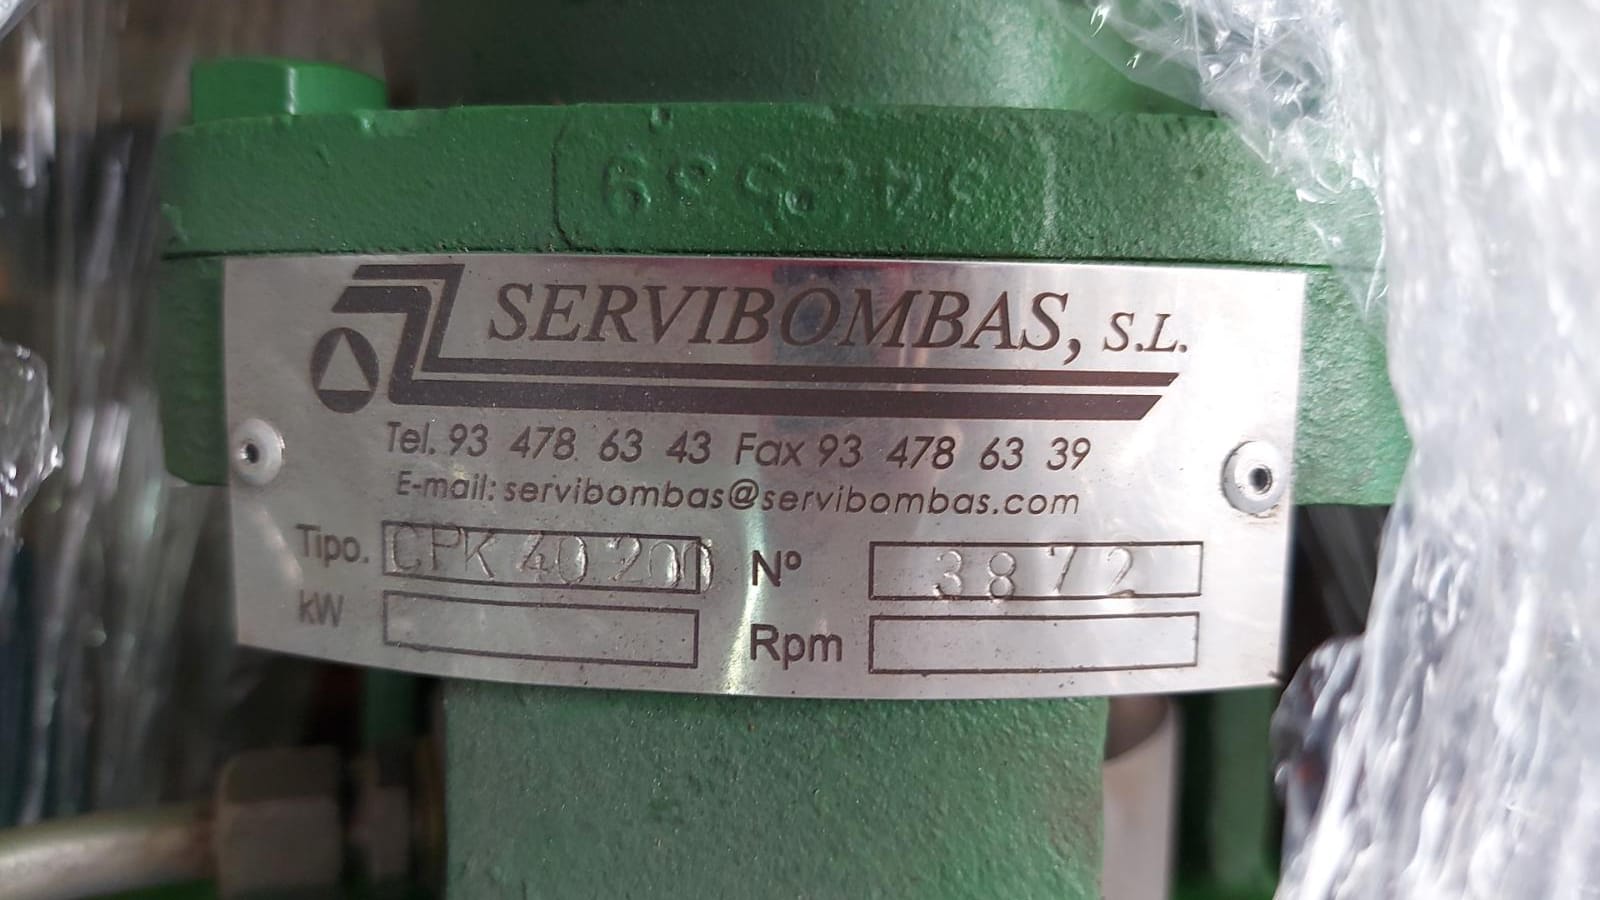 SERVIBOMBAS, S.L.
Tel. 93 478 63 43 Fax 93 478 63 39
E-mail: servibombas@servibombas.com
Tipo. CPK 40 200 Nº 3872
kW Rpm